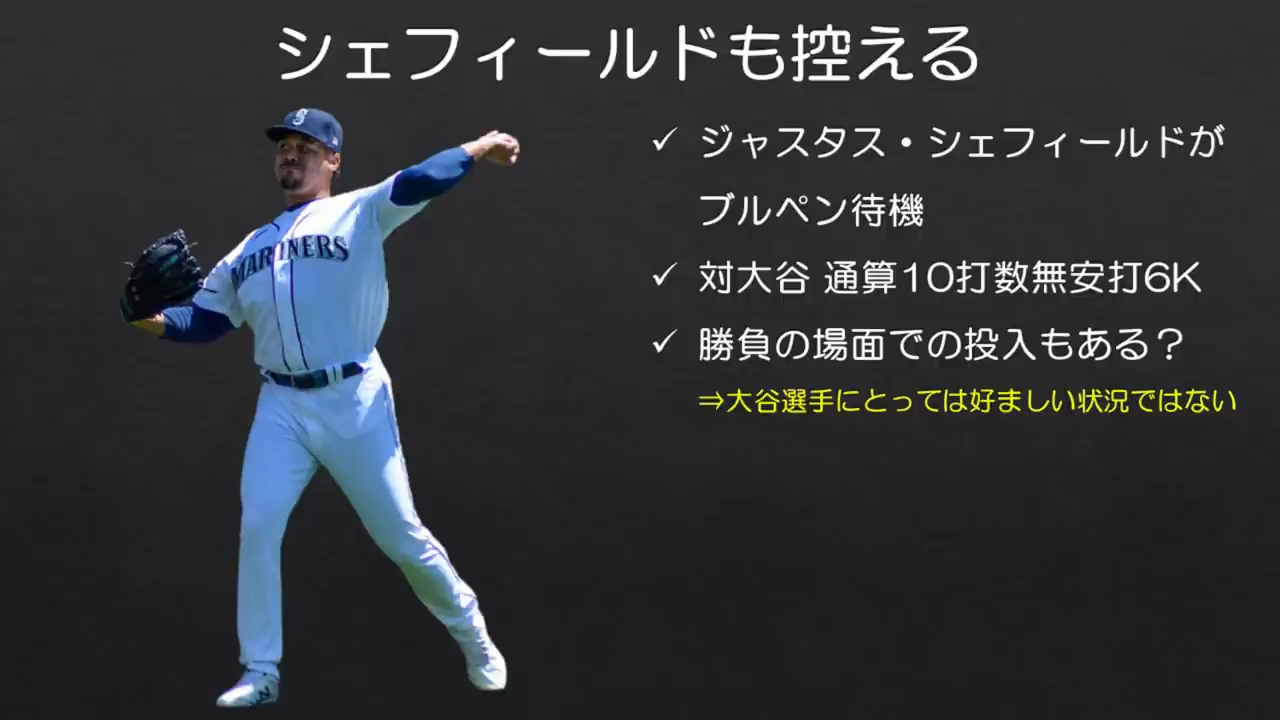 シェフィールドも控える
✓ ジャスタス・シェフィールドが
ブルペン待機
✓ 対大谷 通算10打数無安打6K
✓ 勝負の場面での投入もある？
⇒大谷選手にとっては好ましい状況ではない
S
MARINERS